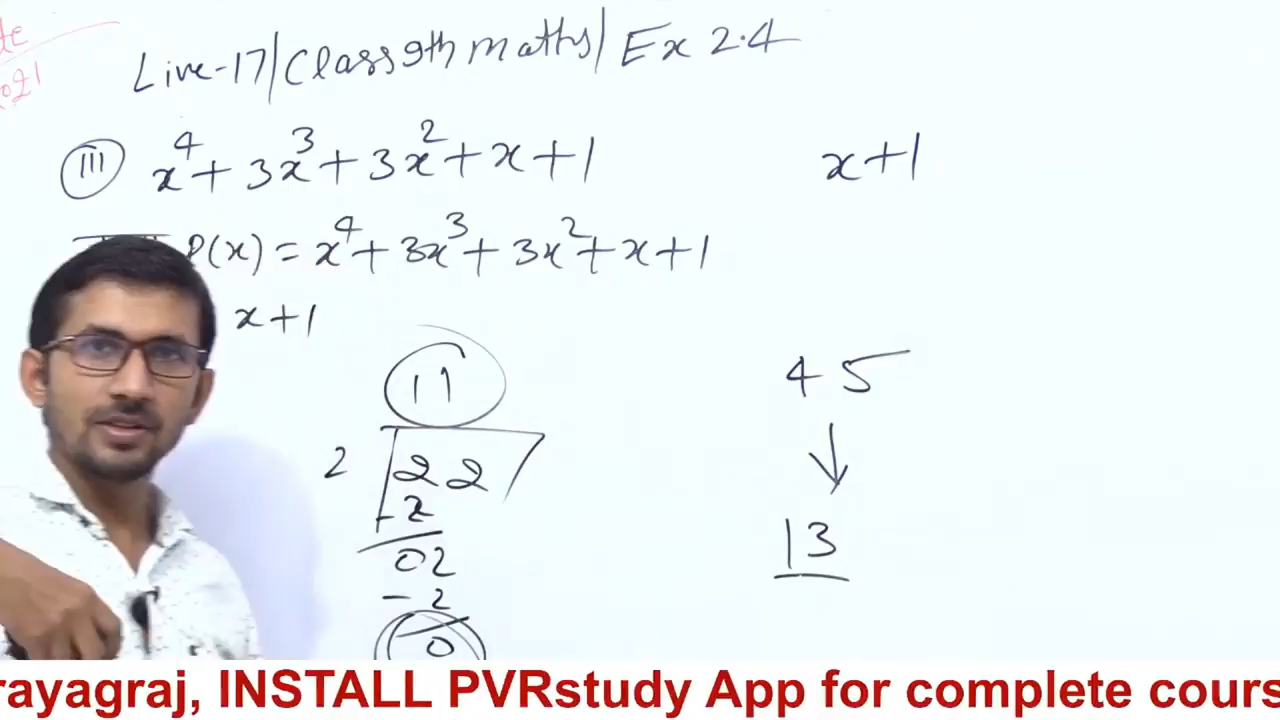 Live-17/Class 9th maths/ Ex 2.4
2021
III x⁴ + 3x³ + 3x² + x + 1
x+1
P(x) = x⁴ + 3x³ + 3x² + x + 1
x+1
11
2 22
- 2
02
- 2
0
45
13
rayagraj, INSTALL PVRstudy App for complete cours